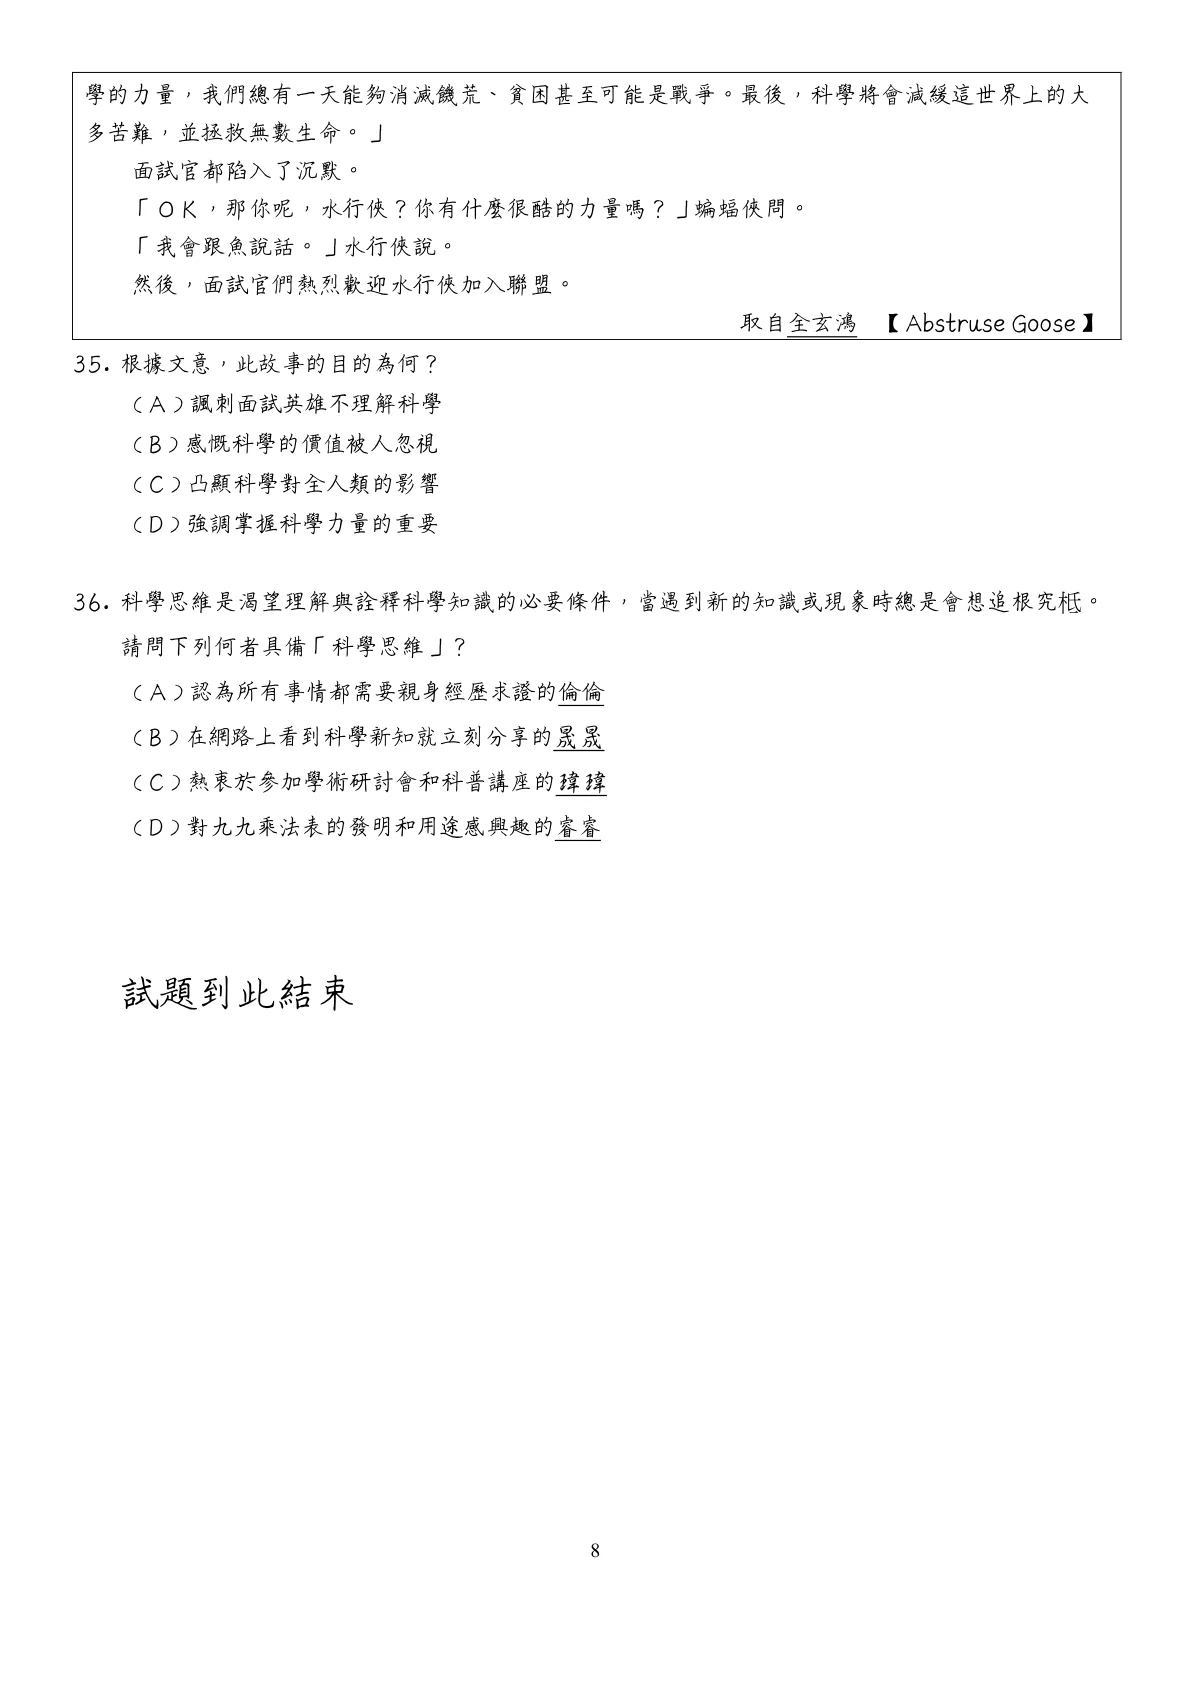 學的力量，我們總有一天能夠消滅饑荒、貧困甚至可能是戰爭。最後，科學將會減緩這世界上的大
多苦難，並拯救無數生命。」
面試官都陷入了沉默。
「OK，那你呢，水行俠？你有什麼很酷的力量嗎？」蝙蝠俠問。
「我會跟魚說話。」水行俠說。
然後，面試官們熱烈歡迎水行俠加入聯盟。
取自全玄鴻 【Abstruse Goose】
35. 根據文意，此故事的目的為何？
（A）諷刺面試英雄不理解科學
（B）感慨科學的價值被人忽視
（C）凸顯科學對全人類的影響
（D）強調掌握科學力量的重要
36. 科學思維是渴望理解與詮釋科學知識的必要條件，當遇到新的知識或現象時總是會想追根究柢。
請問下列何者具備「科學思維」？
（A）認為所有事情都需要親身經歷求證的倫倫
（B）在網路上看到科學新知就立刻分享的晟晟
（C）熱衷於參加學術研討會和科普講座的瑋瑋
（D）對九九乘法表的發明和用途感興趣的睿睿
試題到此結束
8